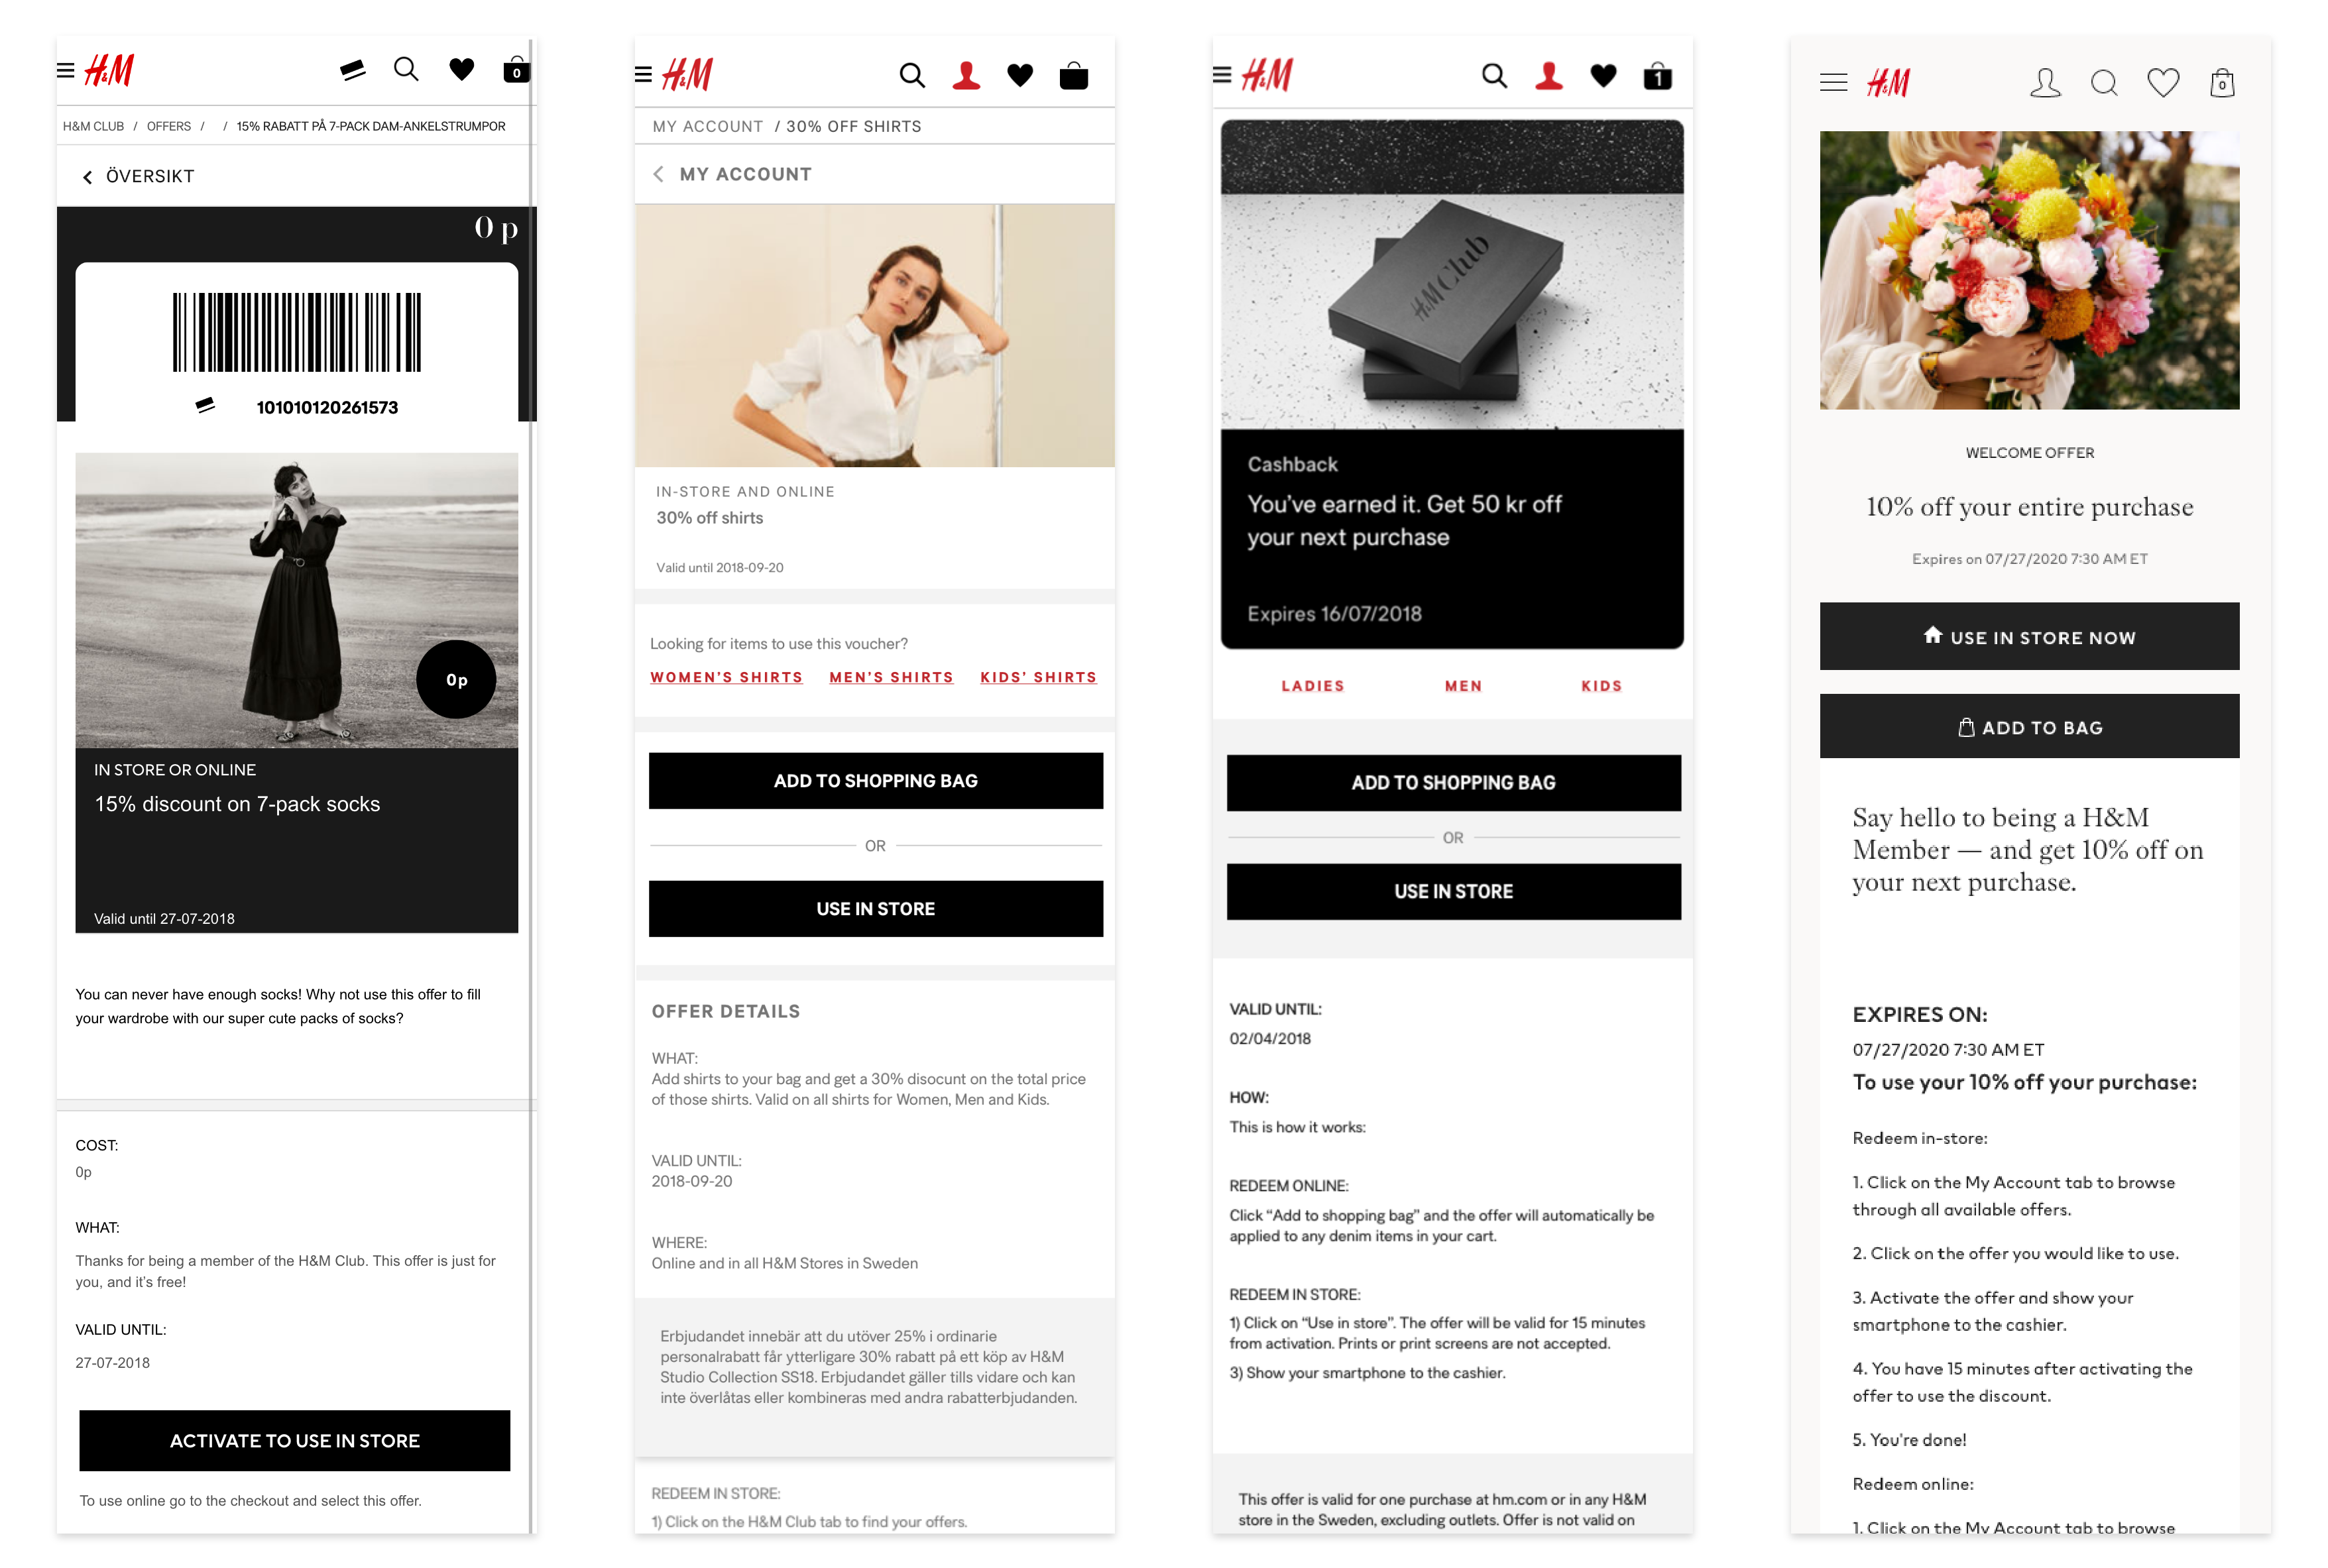 H&M
0
H&M CLUB / OFFERS / / 15% RABATT PÅ 7-PACK DAM-ANKELSTRUMPOR
ÖVERSIKT
0 p
101010120261573
0p
IN STORE OR ONLINE
15% discount on 7-pack socks
Valid until 27-07-2018
You can never have enough socks! Why not use this offer to fill
your wardrobe with our super cute packs of socks?
COST:
0p
WHAT:
Thanks for being a member of the H&M Club. This offer is just for
you, and it's free!
VALID UNTIL:
27-07-2018
ACTIVATE TO USE IN STORE
To use online go to the checkout and select this offer.
H&M
MY ACCOUNT / 30% OFF SHIRTS
MY ACCOUNT
IN-STORE AND ONLINE
30% off shirts
Valid until 2018-09-20
Looking for items to use this voucher?
WOMEN'S SHIRTS MEN'S SHIRTS KIDS' SHIRTS
ADD TO SHOPPING BAG
OR
USE IN STORE
OFFER DETAILS
WHAT:
Add shirts to your bag and get a 30% disocunt on the total price
of those shirts. Valid on all shirts for Women, Men and Kids.
VALID UNTIL:
2018-09-20
WHERE:
Online and in all H&M Stores in Sweden
Erbjudandet innebär att du utöver 25% i ordinarie
personalrabatt får ytterligare 30% rabatt på ett köp av H&M
Studio Collection SS18. Erbjudandet gäller tills vidare och kan
inte överlåtas eller kombineras med andra rabatterbjudanden.
REDEEM IN STORE:
1) Click on the H&M Club tab to find your offers.
H&M
1
H&M Club
Cashback
You've earned it. Get 50 kr off
your next purchase
Expires 16/07/2018
LADIES MEN KIDS
ADD TO SHOPPING BAG
OR
USE IN STORE
VALID UNTIL:
02/04/2018
HOW:
This is how it works:
REDEEM ONLINE:
Click “Add to shopping bag” and the offer will automatically be
applied to any denim items in your cart.
REDEEM IN STORE:
1) Click on “Use in store”. The offer will be valid for 15 minutes
from activation. Prints or print screens are not accepted.
3) Show your smartphone to the cashier.
This offer is valid for one purchase at hm.com or in any H&M
store in the Sweden, excluding outlets. Offer is not valid on
H&M
0
WELCOME OFFER
10% off your entire purchase
Expires on 07/27/2020 7:30 AM ET
USE IN STORE NOW
ADD TO BAG
Say hello to being a H&M
Member — and get 10% off on
your next purchase.
EXPIRES ON:
07/27/2020 7:30 AM ET
To use your 10% off your purchase:
Redeem in-store:
1. Click on the My Account tab to browse
through all available offers.
2. Click on the offer you would like to use.
3. Activate the offer and show your
smartphone to the cashier.
4. You have 15 minutes after activating the
offer to use the discount.
5. You're done!
Redeem online:
1. Click on the My Account tab to browse